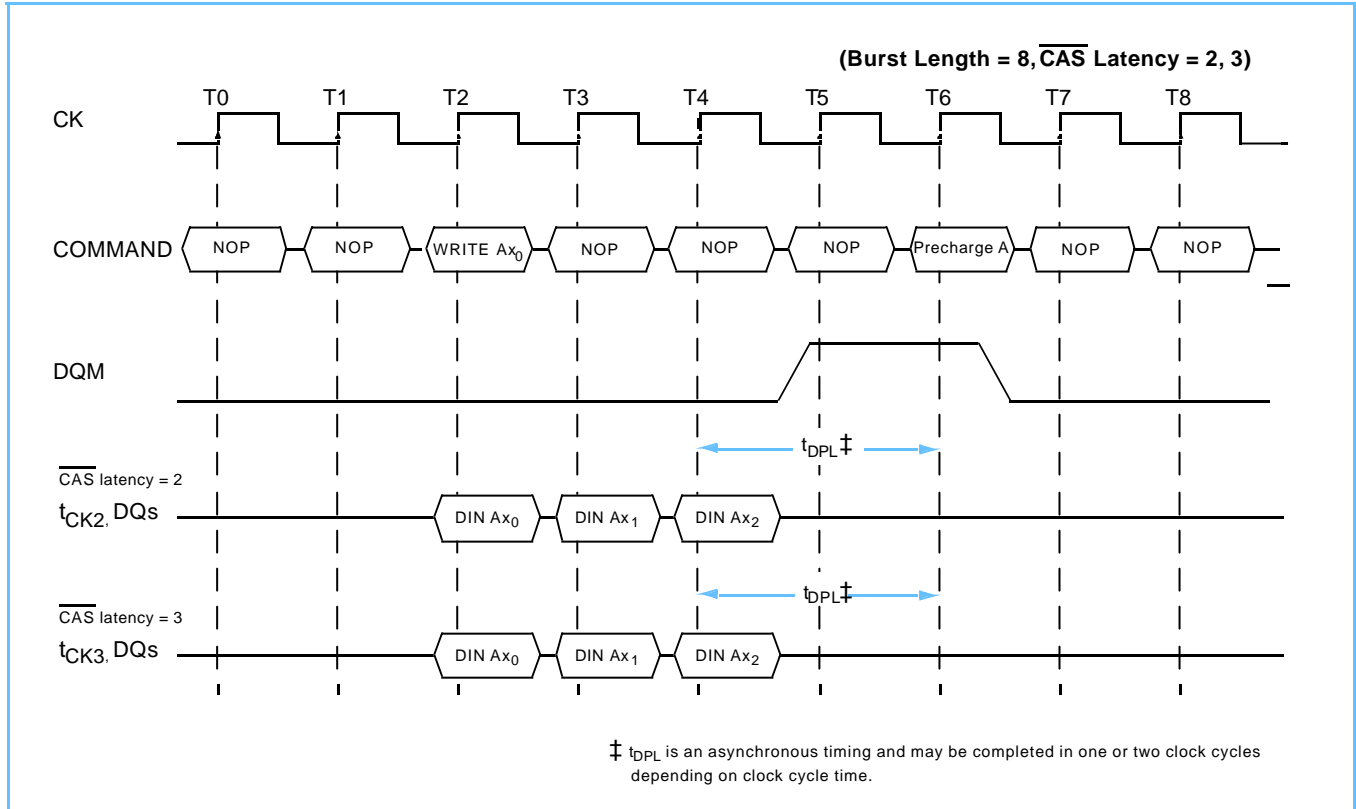 (Burst Length = 8, CAS Latency = 2, 3)
T0 T1 T2 T3 T4 T5 T6 T7 T8
CK
COMMAND NOP NOP WRITE Ax0 NOP NOP NOP Precharge A NOP NOP
DQM
tDPL‡
CAS latency = 2
tCK2, DQs DIN Ax0 DIN Ax1 DIN Ax2
tDPL‡
CAS latency = 3
tCK3, DQs DIN Ax0 DIN Ax1 DIN Ax2
‡ tDPL is an asynchronous timing and may be completed in one or two clock cycles
depending on clock cycle time.